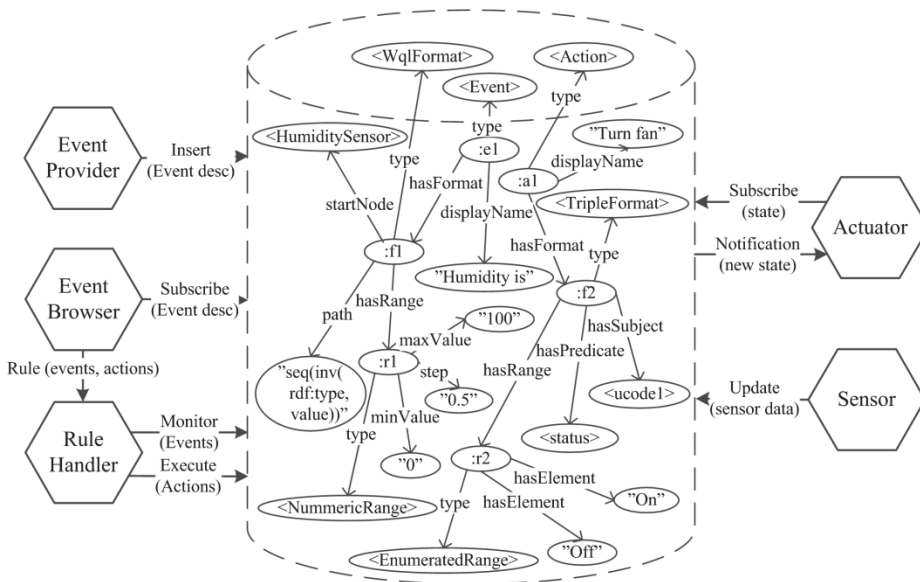 <WqlFormat>
<Action>
<Event>
type
type
type
<HumiditySensor>
"Turn fan"
:e1
displayName
Event
Provider
Insert
(Event desc)
hasFormat
:a1
startNode
displayName
<TripleFormat>
Subscribe
(state)
Actuator
Notification
(new state)
hasFormat
type
:f1
"Humidity is"
:f2
Event
Browser
Subscribe
(Event desc)
path
hasRange
"100"
maxValue
hasSubject
hasPredicate
hasRange
Rule (events, actions)
:r1
step
"seq(inv(
rdf:type,
value))"
"0.5"
minValue
<ucode1>
Update
(sensor data)
Sensor
Rule
Handler
Monitor
(Events)
type
<status>
Execute
(Actions)
"0"
:r2
hasElement
"On"
<NummericRange>
type
hasElement
"Off"
<EnumeratedRange>